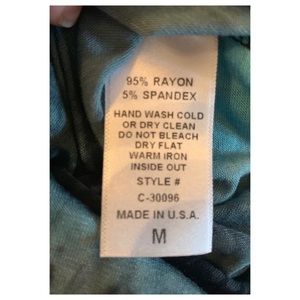 95% RAYON
5% SPANDEX
HAND WASH COLD
OR DRY CLEAN
DO NOT BLEACH
DRY FLAT
WARM IRON
INSIDE OUT
STYLE #
C-30096
MADE IN U.S.A.
M